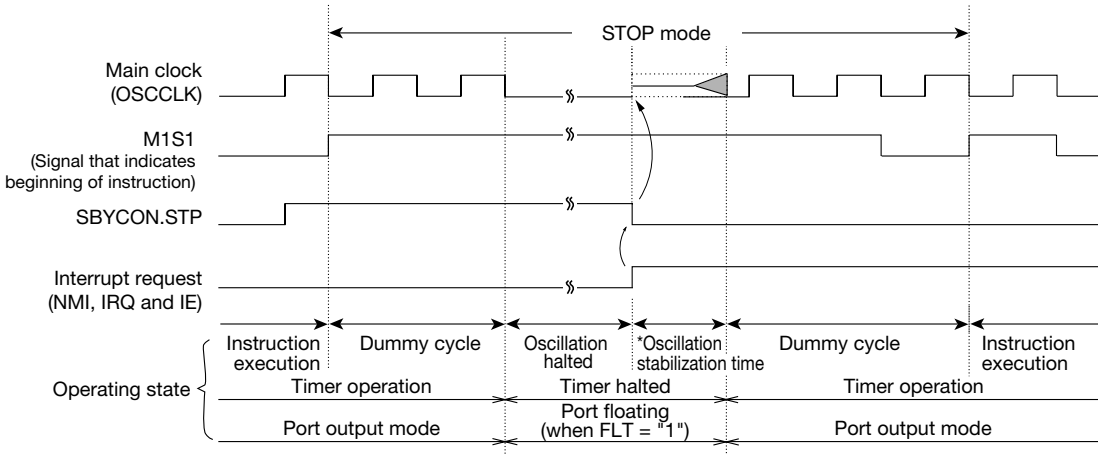 STOP mode
Main clock
(OSCCLK)
M1S1
(Signal that indicates
beginning of instruction)
SBYCON.STP
Interrupt request
(NMI, IRQ and IE)
Operating state
Instruction
execution
Dummy cycle
Oscillation
halted
*Oscillation
stabilization time
Dummy cycle
Instruction
execution
Timer operation
Timer halted
Timer operation
Port output mode
Port floating
(when FLT = "1")
Port output mode